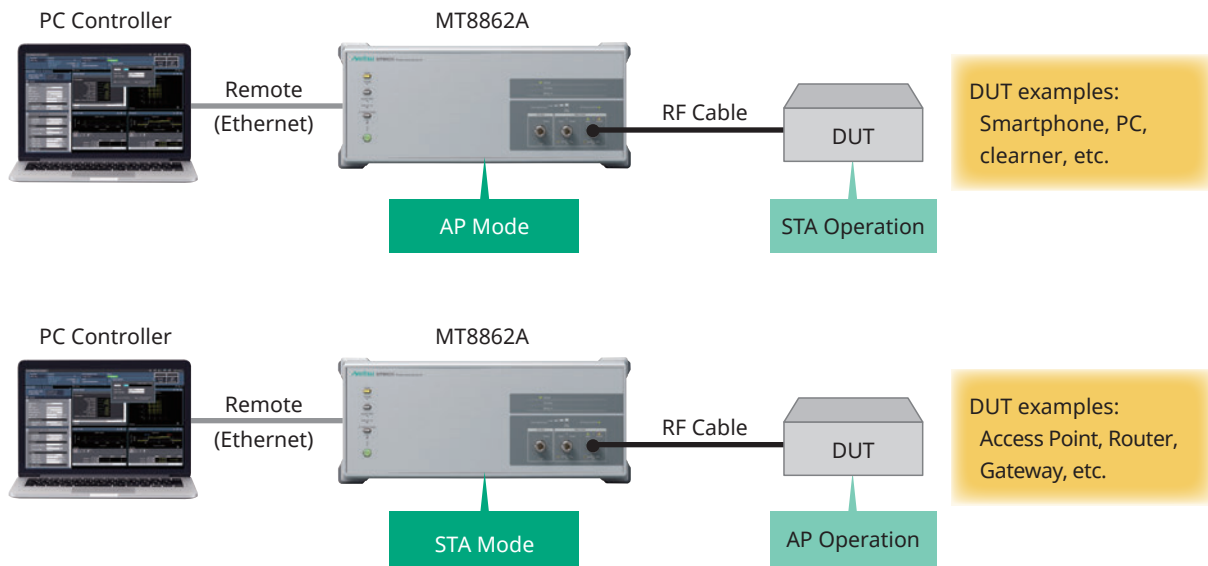 PC Controller
MT8862A
Remote
(Ethernet)
RF Cable
DUT
DUT examples:
Smartphone, PC,
clearner, etc.
AP Mode
STA Operation
PC Controller
MT8862A
Remote
(Ethernet)
RF Cable
DUT
DUT examples:
Access Point, Router,
Gateway, etc.
STA Mode
AP Operation